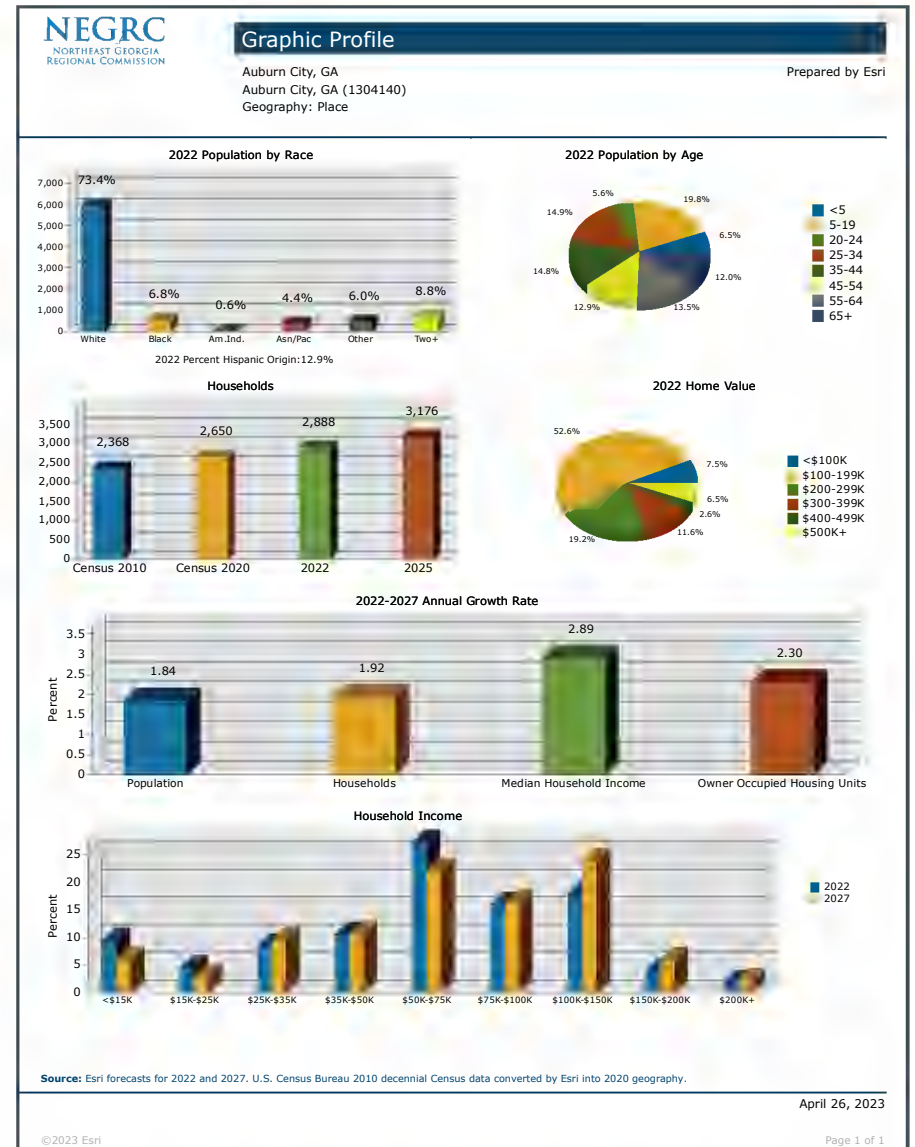 NEGRC
NORTHEAST GEORGIA
REGIONAL COMMISSION
Graphic Profile
Auburn City, GA
Prepared by Esri
Auburn City, GA (1304140)
Geography: Place
2022 Population by Race
7,000
6,000
5,000
4,000
3,000
2,000
1,000
0
73.4%
6.8%
0.6%
4.4%
6.0%
8.8%
White
Black
Am.Ind.
Asn/Pac
Other
Two+
2022 Percent Hispanic Origin:12.9%
2022 Population by Age
5.6%
19.8%
14.9%
6.5%
14.8%
12.0%
12.9%
13.5%
<5
5-19
20-24
25-34
35-44
45-54
55-64
65+
Households
3,500
3,000
2,500
2,000
1,500
1,000
500
0
2,368
2,650
2,888
3,176
Census 2010
Census 2020
2022
2025
2022 Home Value
52.6%
7.5%
6.5%
2.6%
19.2%
11.6%
<$100K
$100-199K
$200-299K
$300-399K
$400-499K
$500K+
2022-2027 Annual Growth Rate
Percent
3.5
3
2.5
2
1.5
1
0.5
0
1.84
1.92
2.89
2.30
Population
Households
Median Household Income
Owner Occupied Housing Units
Household Income
Percent
25
20
15
10
5
0
<$15K
$15K-$25K
$25K-$35K
$35K-$50K
$50K-$75K
$75K-$100K
$100K-$150K
$150K-$200K
$200K+
2022
2027
Source: Esri forecasts for 2022 and 2027. U.S. Census Bureau 2010 decennial Census data converted by Esri into 2020 geography.
April 26, 2023
©2023 Esri
Page 1 of 1